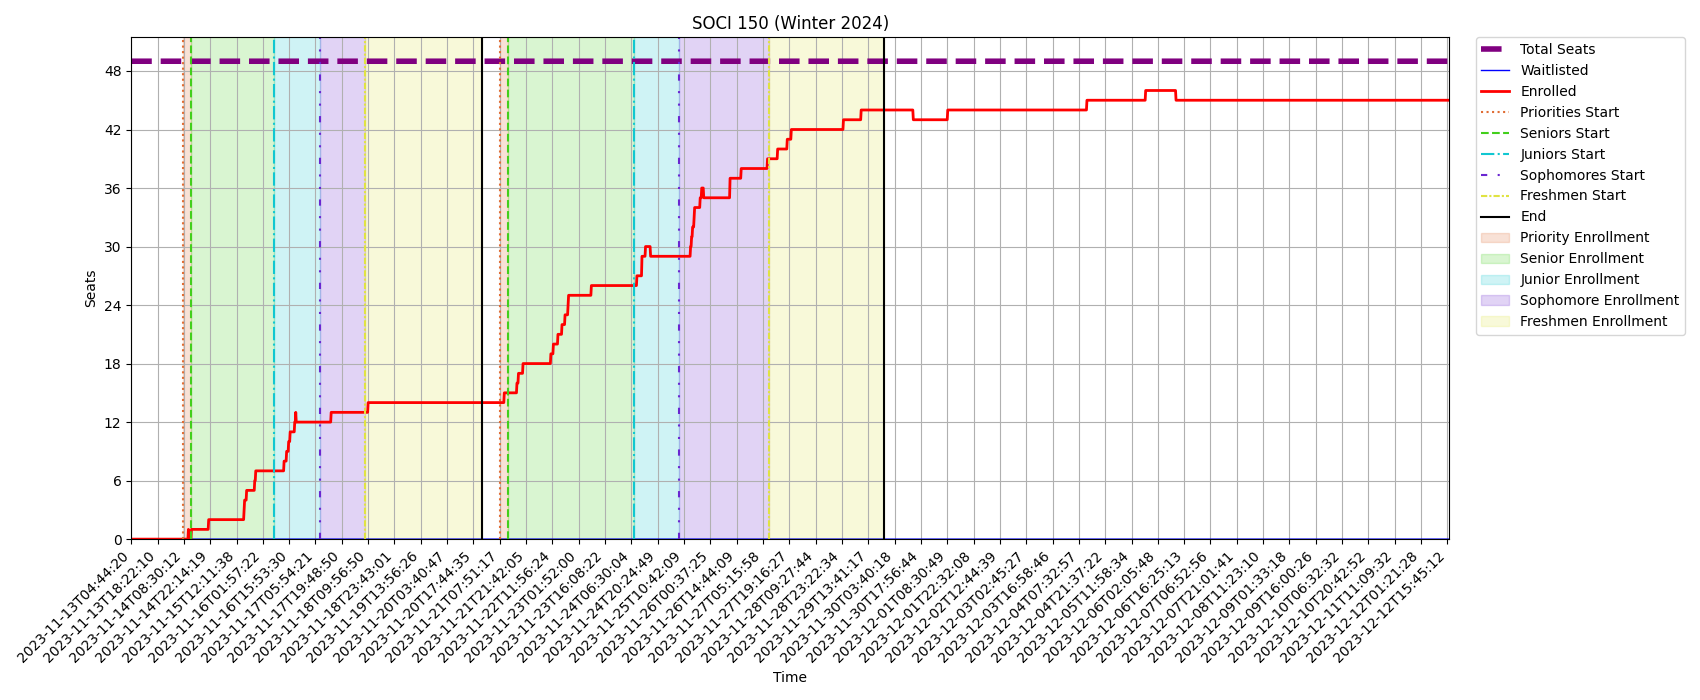 SOCI 150 (Winter 2024)
Seats
48
42
36
30
24
18
12
6
0
2023-11-13T04:44:20
2023-11-13T18:22:10
2023-11-14T08:30:12
2023-11-14T22:14:19
2023-11-15T12:11:38
2023-11-16T01:57:22
2023-11-16T15:53:30
2023-11-17T05:54:21
2023-11-17T19:48:50
2023-11-18T09:56:50
2023-11-18T23:43:01
2023-11-19T13:56:26
2023-11-20T03:40:47
2023-11-20T17:44:35
2023-11-21T07:51:17
2023-11-21T21:42:05
2023-11-22T11:56:24
2023-11-23T01:52:00
2023-11-23T16:08:22
2023-11-24T06:30:04
2023-11-24T20:24:49
2023-11-25T10:42:09
2023-11-26T00:37:25
2023-11-26T14:44:09
2023-11-27T05:15:58
2023-11-27T19:16:27
2023-11-28T09:27:44
2023-11-28T23:22:34
2023-11-29T13:41:17
2023-11-30T03:40:18
2023-11-30T17:56:44
2023-12-01T08:30:49
2023-12-01T22:32:08
2023-12-02T12:44:39
2023-12-03T02:45:27
2023-12-03T16:58:46
2023-12-04T07:32:57
2023-12-04T21:37:22
2023-12-05T11:58:34
2023-12-06T02:05:48
2023-12-06T16:25:13
2023-12-07T06:52:56
2023-12-07T21:01:41
2023-12-08T11:23:10
2023-12-09T01:33:18
2023-12-09T16:00:26
2023-12-10T06:32:32
2023-12-10T20:42:52
2023-12-11T11:09:32
2023-12-12T01:21:28
2023-12-12T15:45:12
Time
Total Seats
Waitlisted
Enrolled
Priorities Start
Seniors Start
Juniors Start
Sophomores Start
Freshmen Start
End
Priority Enrollment
Senior Enrollment
Junior Enrollment
Sophomore Enrollment
Freshmen Enrollment